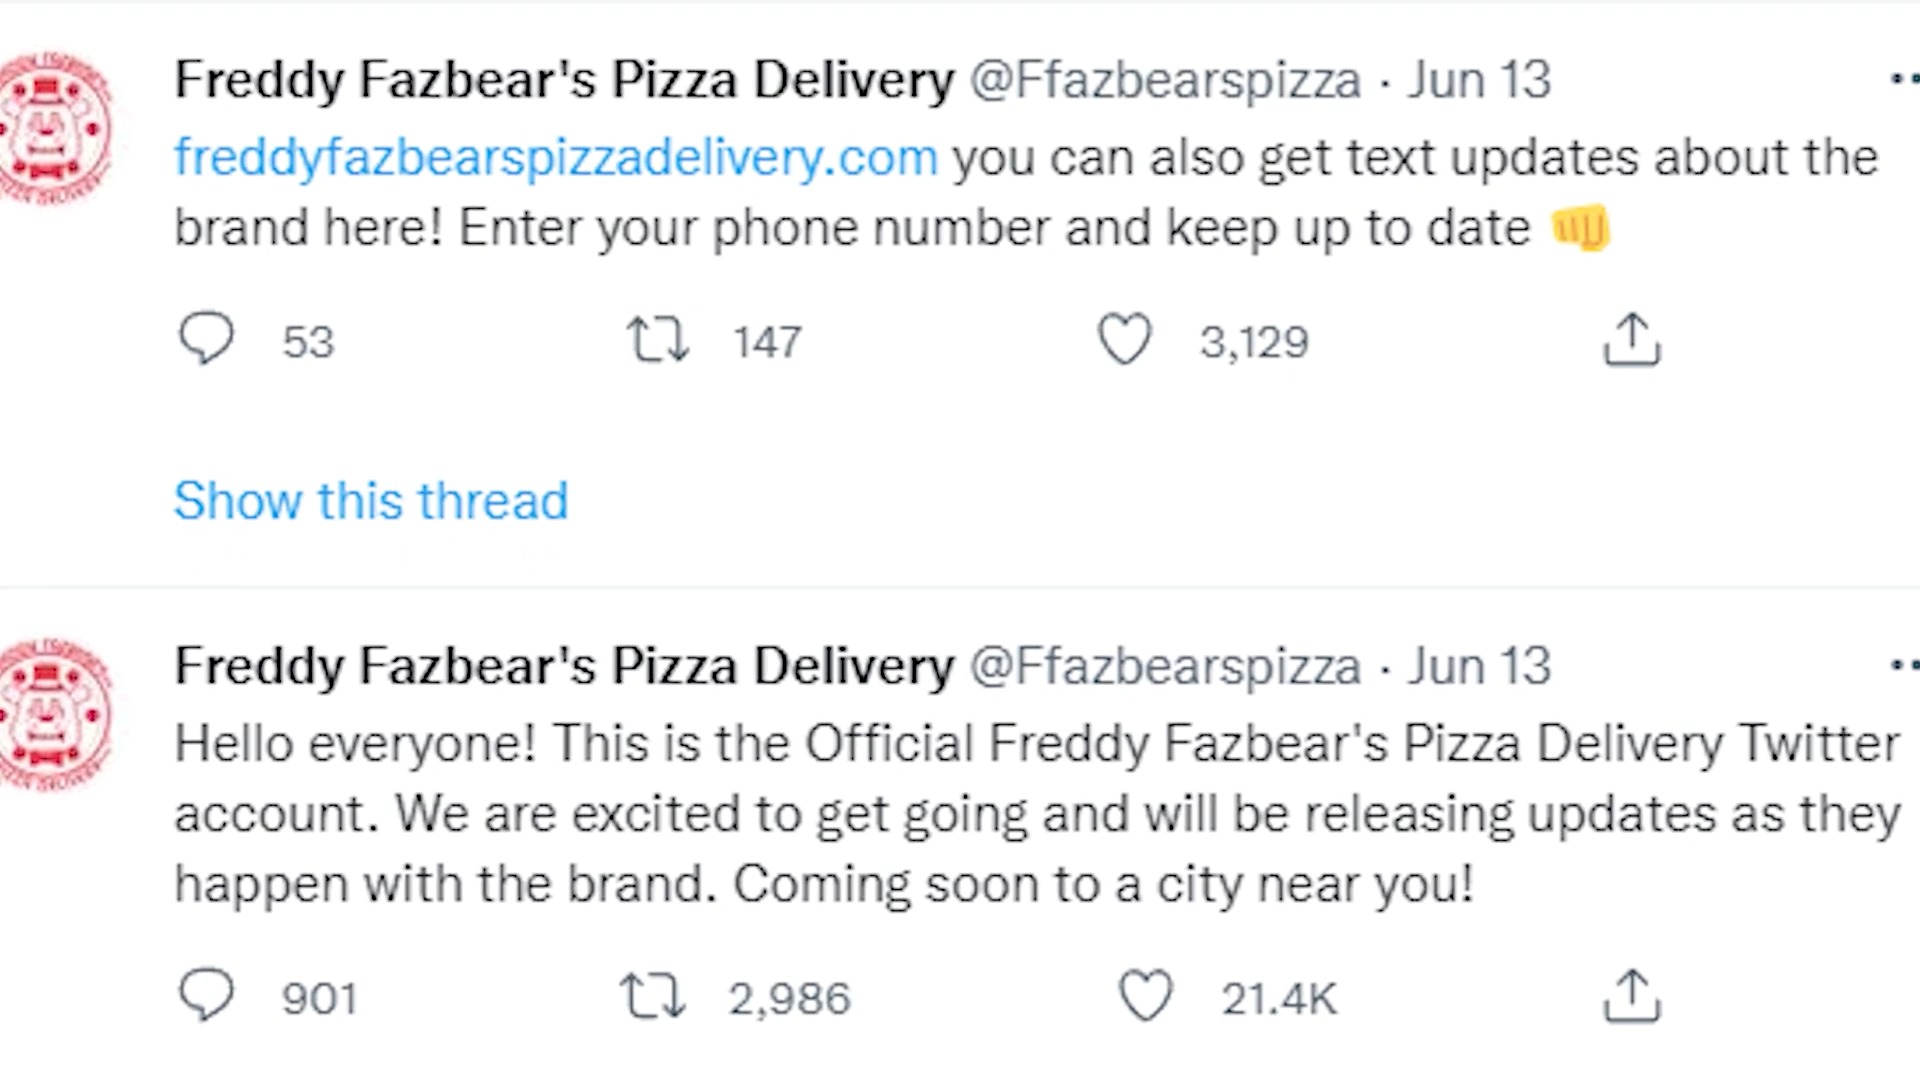 Freddy Fazbear's Pizza Delivery @Ffazbearspizza · Jun 13
freddyfazbearspizzadelivery.com you can also get text updates about the
brand here! Enter your phone number and keep up to date 👊
53 147 3,129
Show this thread
Freddy Fazbear's Pizza Delivery @Ffazbearspizza · Jun 13
Hello everyone! This is the Official Freddy Fazbear's Pizza Delivery Twitter
account. We are excited to get going and will be releasing updates as they
happen with the brand. Coming soon to a city near you!
901 2,986 21.4K